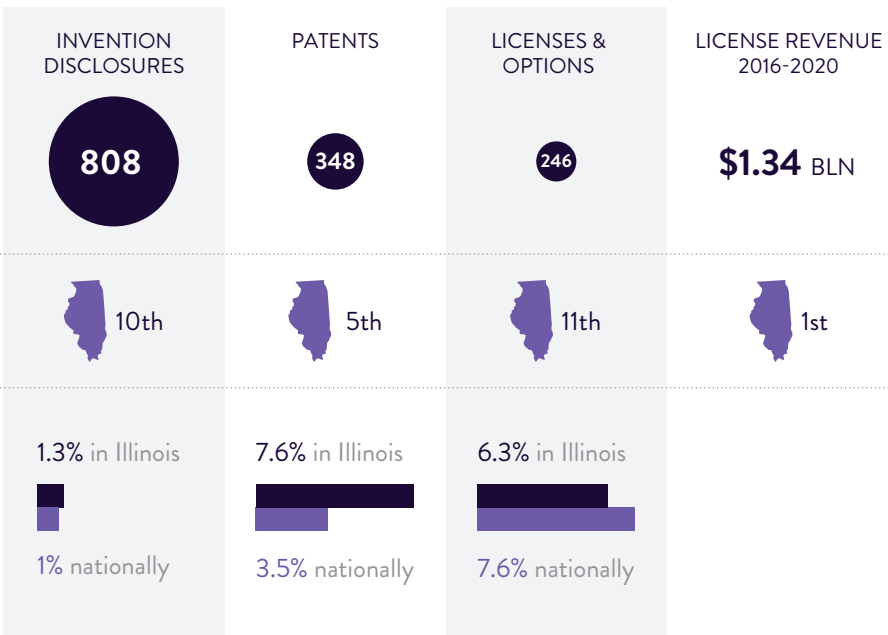 INVENTION
DISCLOSURES
PATENTS
LICENSES &
OPTIONS
LICENSE REVENUE
2016-2020
808
348
246
$1.34 BLN
10th
5th
11th
1st
1.3% in Illinois
7.6% in Illinois
6.3% in Illinois
1% nationally
3.5% nationally
7.6% nationally